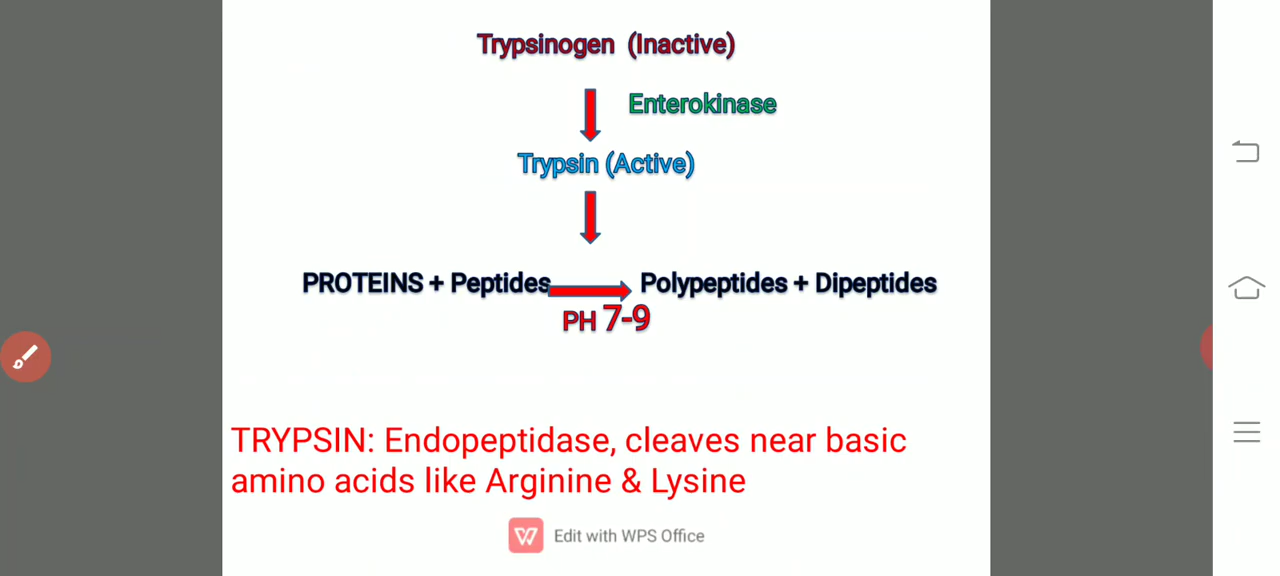 Trypsinogen (Inactive)
Enterokinase
Trypsin (Active)
PROTEINS + Peptides Polypeptides + Dipeptides
PH 7-9
TRYPSIN: Endopeptidase, cleaves near basic
amino acids like Arginine & Lysine
W Edit with WPS Office